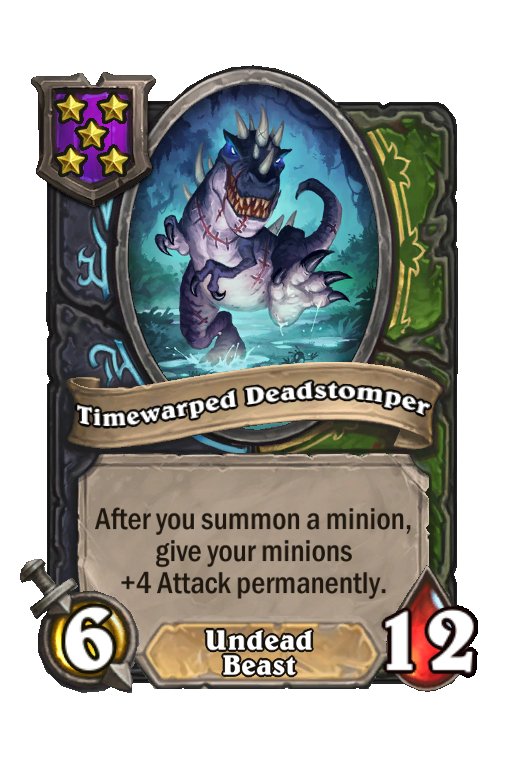 Timewarped Deadstomper
After you summon a minion,
give your minions
+4 Attack permanently.
6
Undead
Beast
12